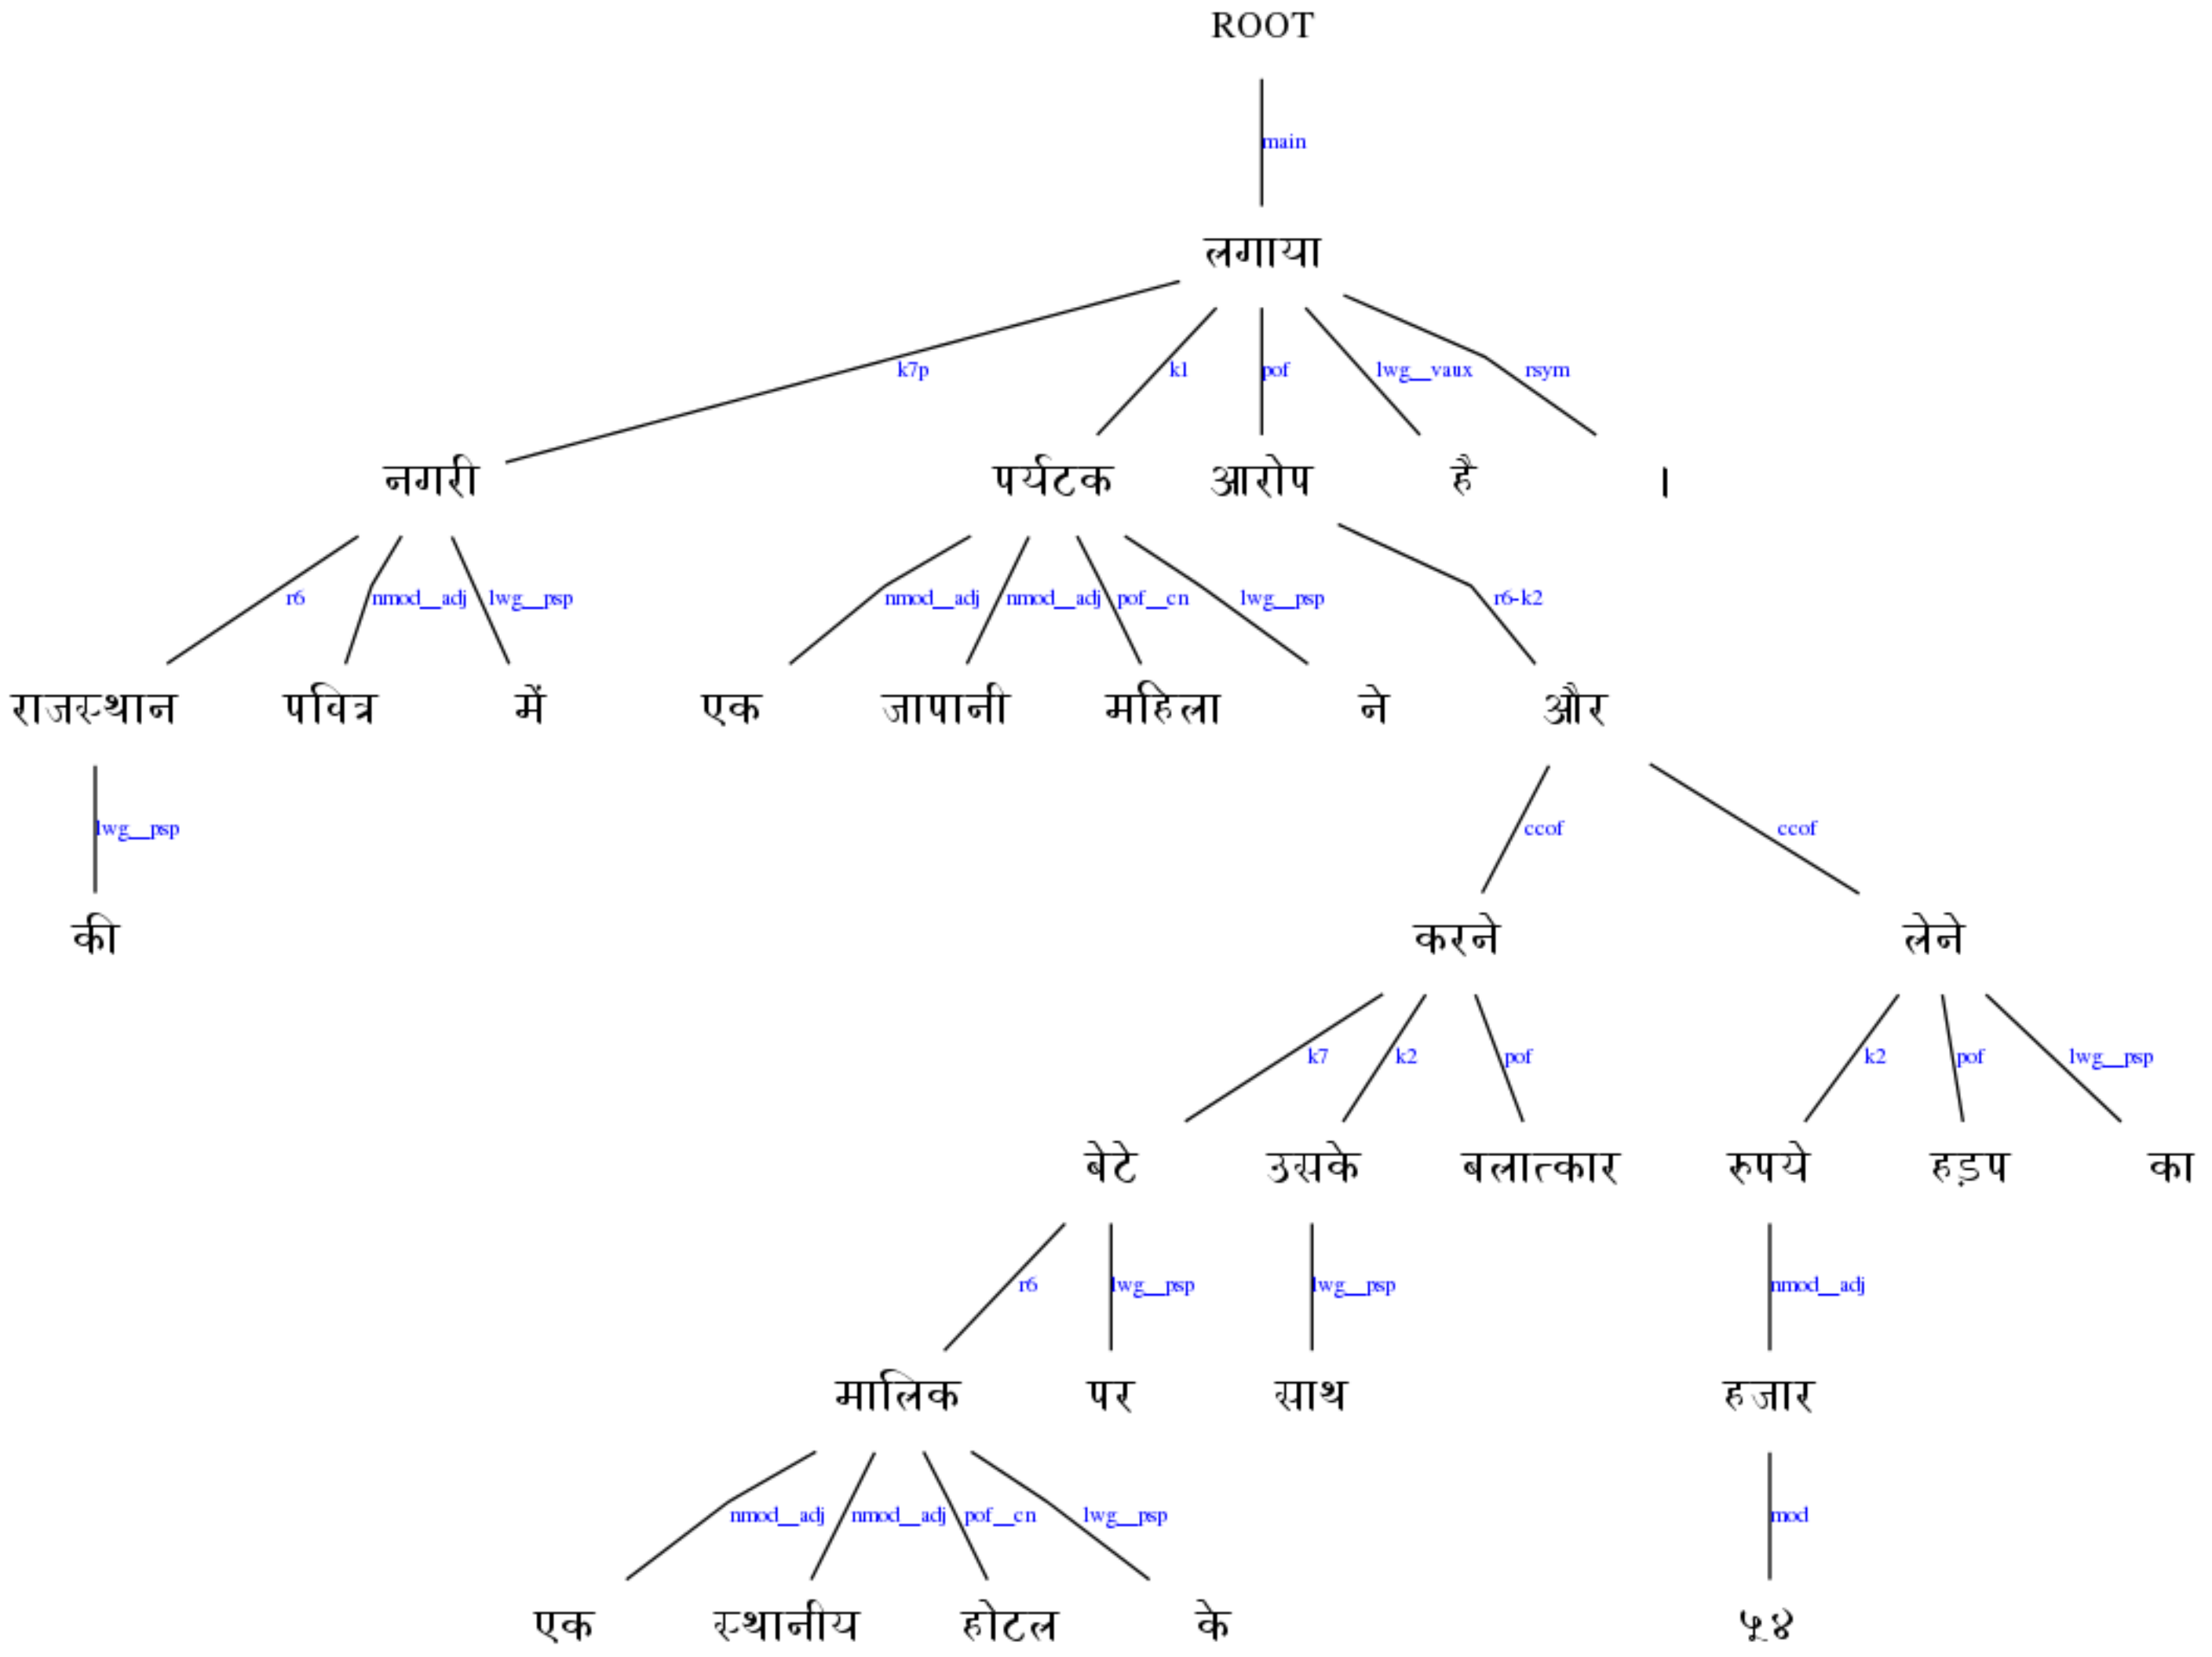 ROOT
main
लगाया
k7p k1 pof lwg__vaux rsym
नगरी पर्यटक आरोप है ।
r6 nmod__adj lwg__psp nmod__adj nmod__adj pof__cn lwg__psp r6-k2
राजस्थान पवित्र में एक जापानी महिला ने और
lwg__psp ccof ccof
की करने लेने
k7 k2 pof k2 pof lwg__psp
बेटे उसके बलात्कार रुपये हड़प का
r6 lwg__psp lwg__psp nmod__adj
मालिक पर साथ हजार
nmod__adj nmod__adj pof__cn lwg__psp mod
एक स्थानीय होटल के ५४